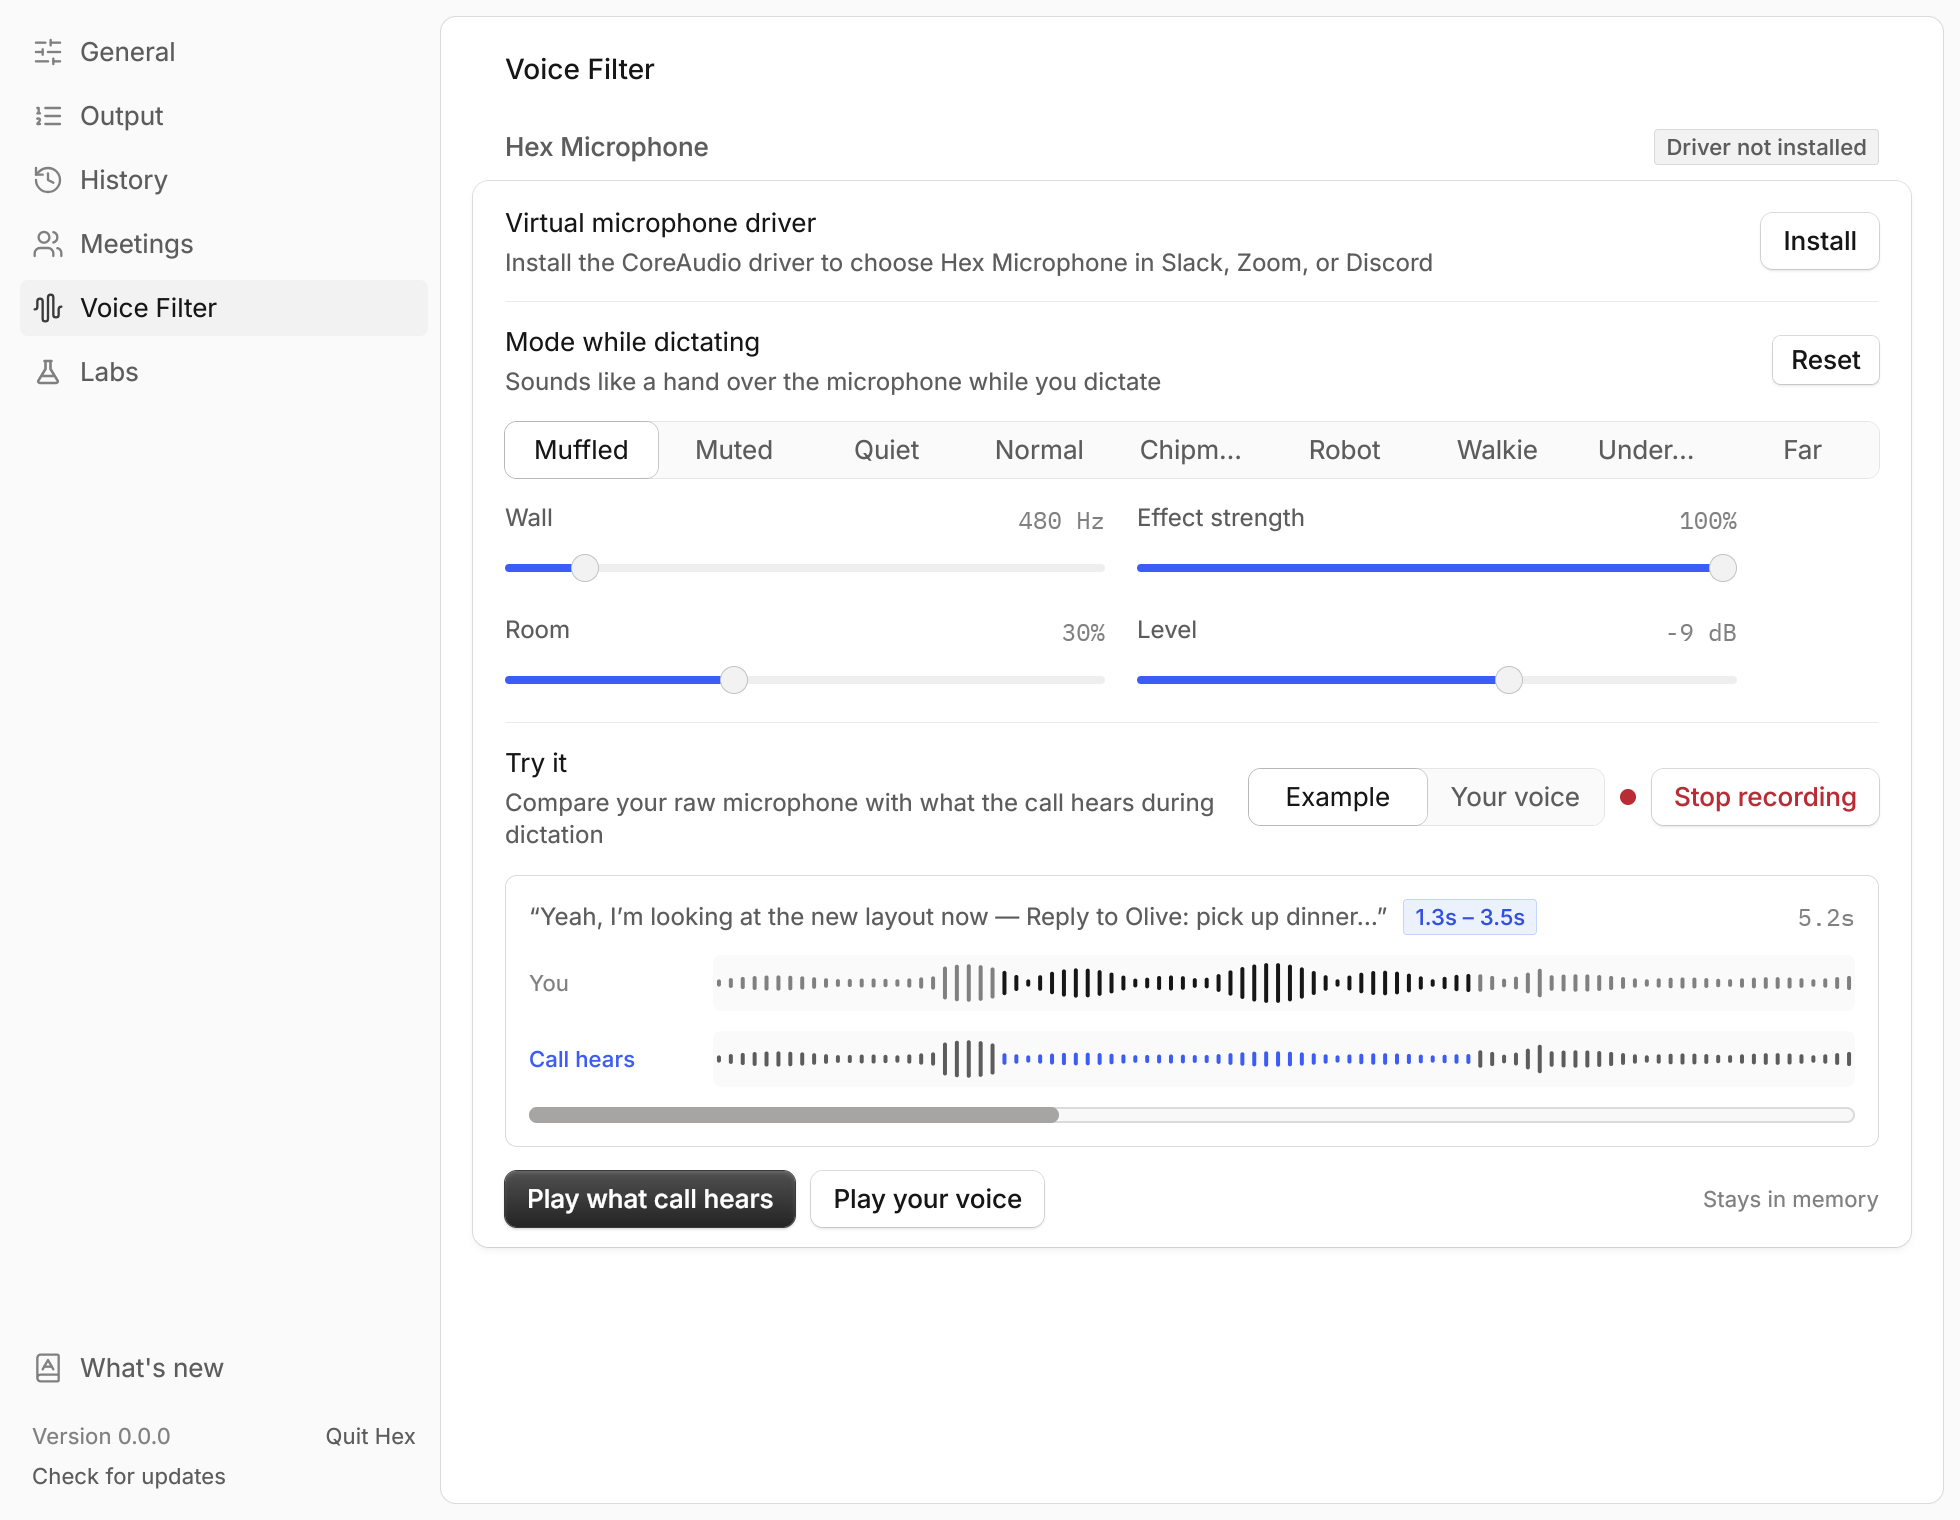 General
Output
History
Meetings
Voice Filter
Labs
What's new
Version 0.0.0
Quit Hex
Check for updates
Voice Filter
Hex Microphone
Driver not installed
Virtual microphone driver
Install the CoreAudio driver to choose Hex Microphone in Slack, Zoom, or Discord
Install
Mode while dictating
Sounds like a hand over the microphone while you dictate
Reset
Muffled Muted Quiet Normal Chipm... Robot Walkie Under... Far
Wall 480 Hz
Effect strength 100%
Room 30%
Level -9 dB
Try it
Compare your raw microphone with what the call hears during
dictation
Example Your voice
Stop recording
“Yeah, I’m looking at the new layout now — Reply to Olive: pick up dinner...” 1.3s – 3.5s 5.2s
You
Call hears
Play what call hears
Play your voice
Stays in memory